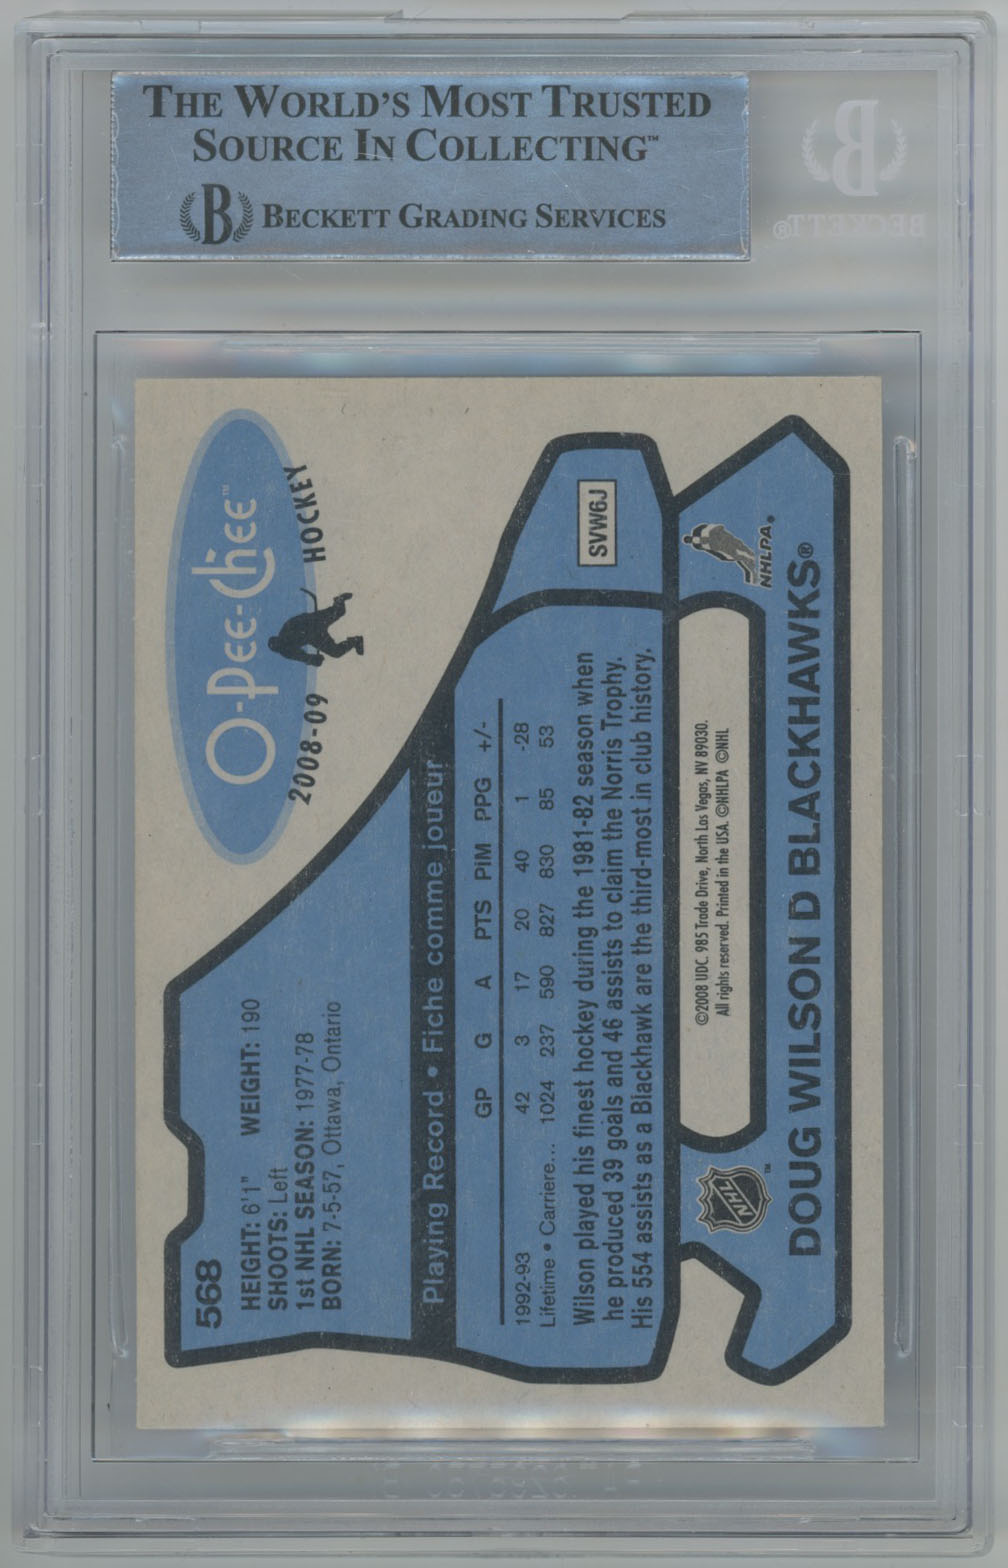 THE WORLD'S MOST TRUSTED
SOURCE IN COLLECTING™
B BECKETT GRADING SERVICES
B
BECKETT®
O-Pee-Chee™
2008-09 HOCKEY
568
HEIGHT: 6'1" WEIGHT: 190
SHOOTS: Left
1st NHL SEASON: 1977-78
BORN: 7-5-57, Ottawa, Ontario
Playing Record • Fiche comme joueur
GP G A PTS PIM PPG +/-
1992-93 42 3 17 20 40 1 -28
Lifetime • Carriere... 1024 237 590 827 830 85 53
Wilson played his finest hockey during the 1981-82 season when
he produced 39 goals and 46 assists to claim the Norris Trophy.
His 554 assists as a Blackhawk are the third-most in club history.
SVW6J
©2008 UDC. 985 Trade Drive, North Las Vegas, NV 89030.
All rights reserved. Printed in the USA. ©NHLPA ©NHL
NHL™
NHLPA®
DOUG WILSON D BLACKHAWKS®